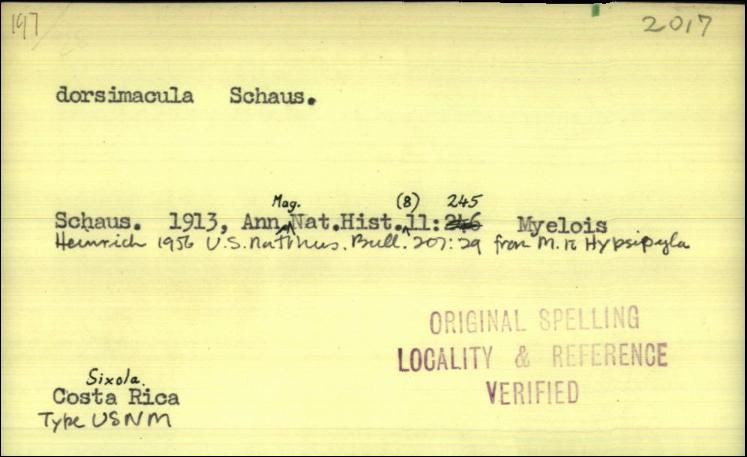 197 2017
dorsimacula Schaus.
Schaus. 1913, Ann. Mag. Nat. Hist. (8) 11: 245 246 Myelois
Heinrich 1956 U.S. Nat. Mus. Bull. 207: 29 from M. to Hypsipyla
ORIGINAL SPELLING
LOCALITY & REFERENCE
VERIFIED
Sixola.
Costa Rica
Type USNM